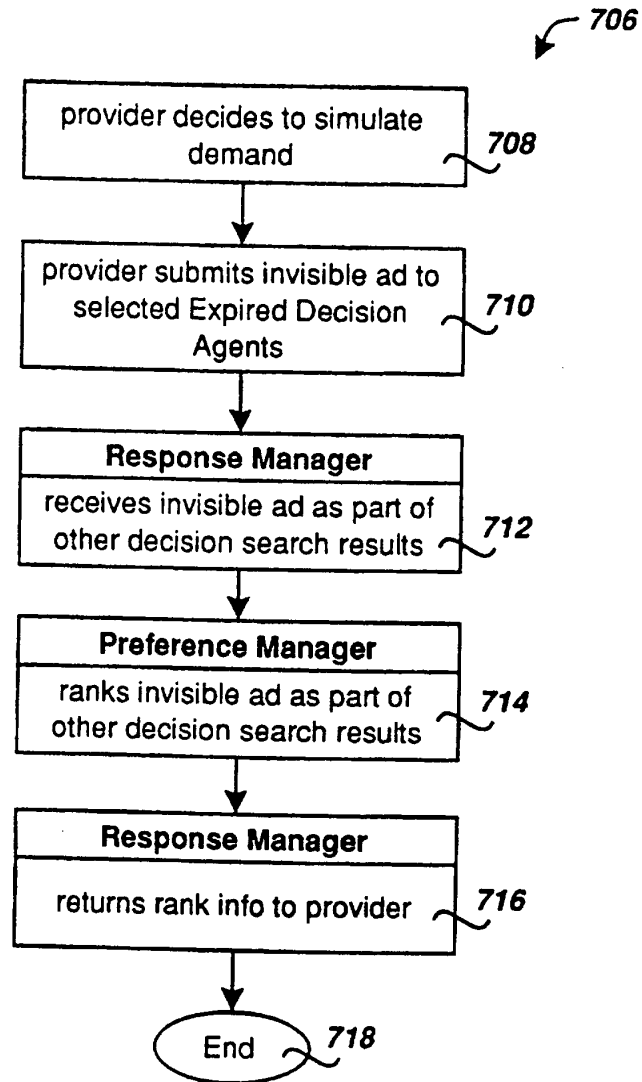 706
provider decides to simulate
demand
708
provider submits invisible ad to
selected Expired Decision
Agents
710
Response Manager
receives invisible ad as part of
other decision search results
712
Preference Manager
ranks invisible ad as part of
other decision search results
714
Response Manager
returns rank info to provider
716
End
718